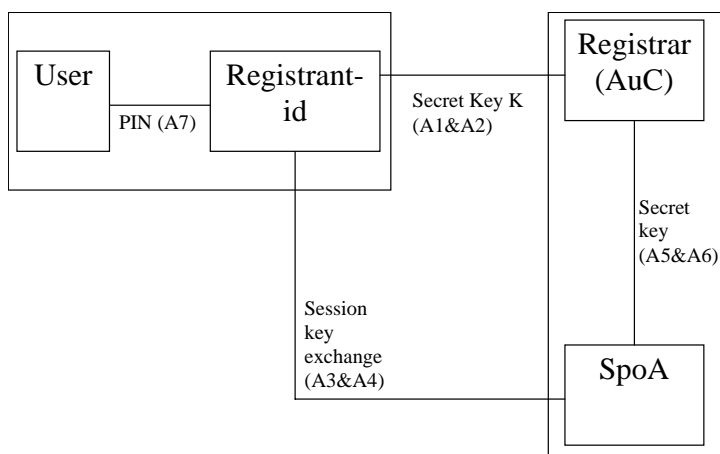 User
PIN (A7)
Registrant-
id
Secret Key K
(A1&A2)
Registrar
(AuC)
Secret
key
(A5&A6)
Session
key
exchange
(A3&A4)
SpoA